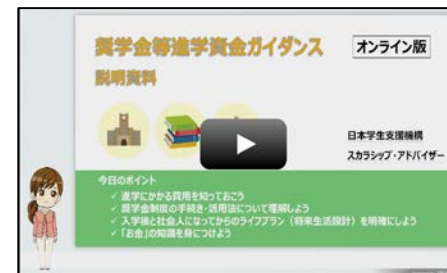 奨学金等進学資金ガイダンス
オンライン版
説明資料
日本学生支援機構
スカラシップ・アドバイザー
今日のポイント
✓ 進学にかかる費用を知っておこう
✓ 奨学金制度の手続き・活用法について理解しよう
✓ 入学後と社会人になってからのライフプラン（将来生活設計）を明確にしよう
✓ 「お金」の知識を身につけよう